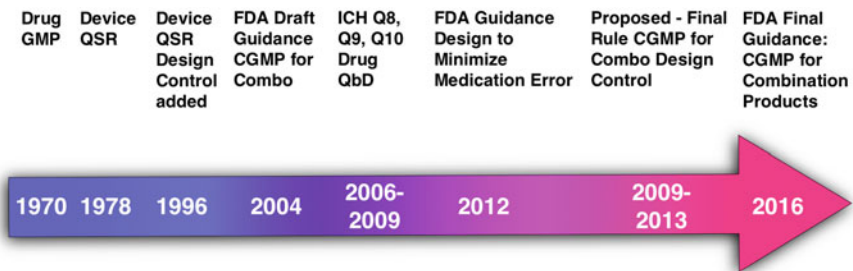 Drug
GMP
Device
QSR
Device
QSR
Design
Control
added
FDA Draft
Guidance
CGMP for
Combo
ICH Q8,
Q9, Q10
Drug
QbD
FDA Guidance
Design to
Minimize
Medication Error
Proposed - Final
Rule CGMP for
Combo Design
Control
FDA Final
Guidance:
CGMP for
Combination
Products
1970
1978
1996
2004
2006-
2009
2012
2009-
2013
2016